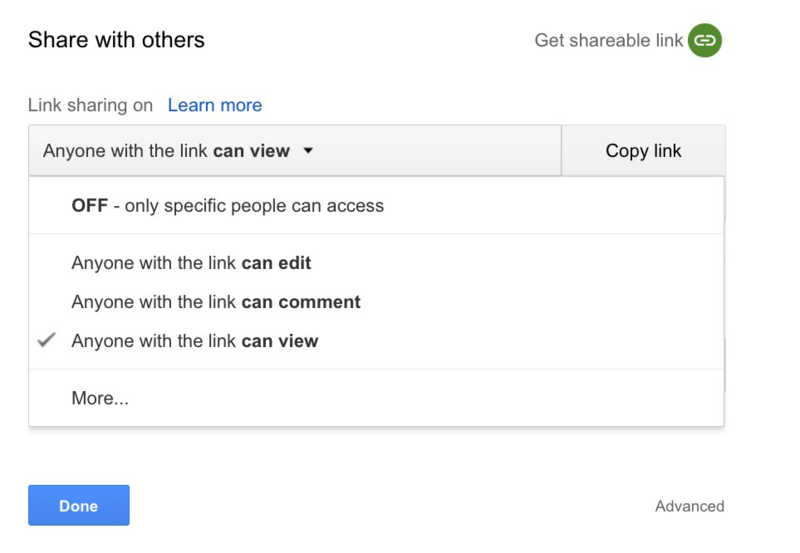 Share with others
Get shareable link
Link sharing on Learn more
Anyone with the link can view
Copy link
OFF - only specific people can access
Anyone with the link can edit
Anyone with the link can comment
Anyone with the link can view
More...
Done
Advanced